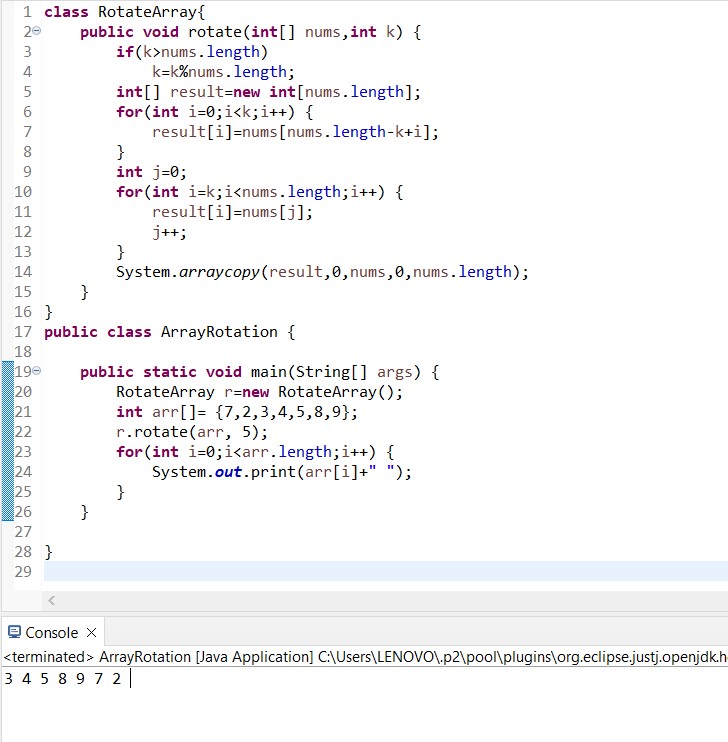 1 class RotateArray{
2 public void rotate(int[] nums,int k) {
3 if(k>nums.length)
4 k=k%nums.length;
5 int[] result=new int[nums.length];
6 for(int i=0;i<k;i++) {
7 result[i]=nums[nums.length-k+i];
8 }
9 int j=0;
10 for(int i=k;i<nums.length;i++) {
11 result[i]=nums[j];
12 j++;
13 }
14 System.arraycopy(result,0,nums,0,nums.length);
15 }
16 }
17 public class ArrayRotation {
18
19 public static void main(String[] args) {
20 RotateArray r=new RotateArray();
21 int arr[]= {7,2,3,4,5,8,9};
22 r.rotate(arr, 5);
23 for(int i=0;i<arr.length;i++) {
24 System.out.print(arr[i]+" ");
25 }
26 }
27
28 }
29
Console
<terminated> ArrayRotation [Java Application] C:\Users\LENOVO\.p2\pool\plugins\org.eclipse.justj.openjdk.h
3 4 5 8 9 7 2